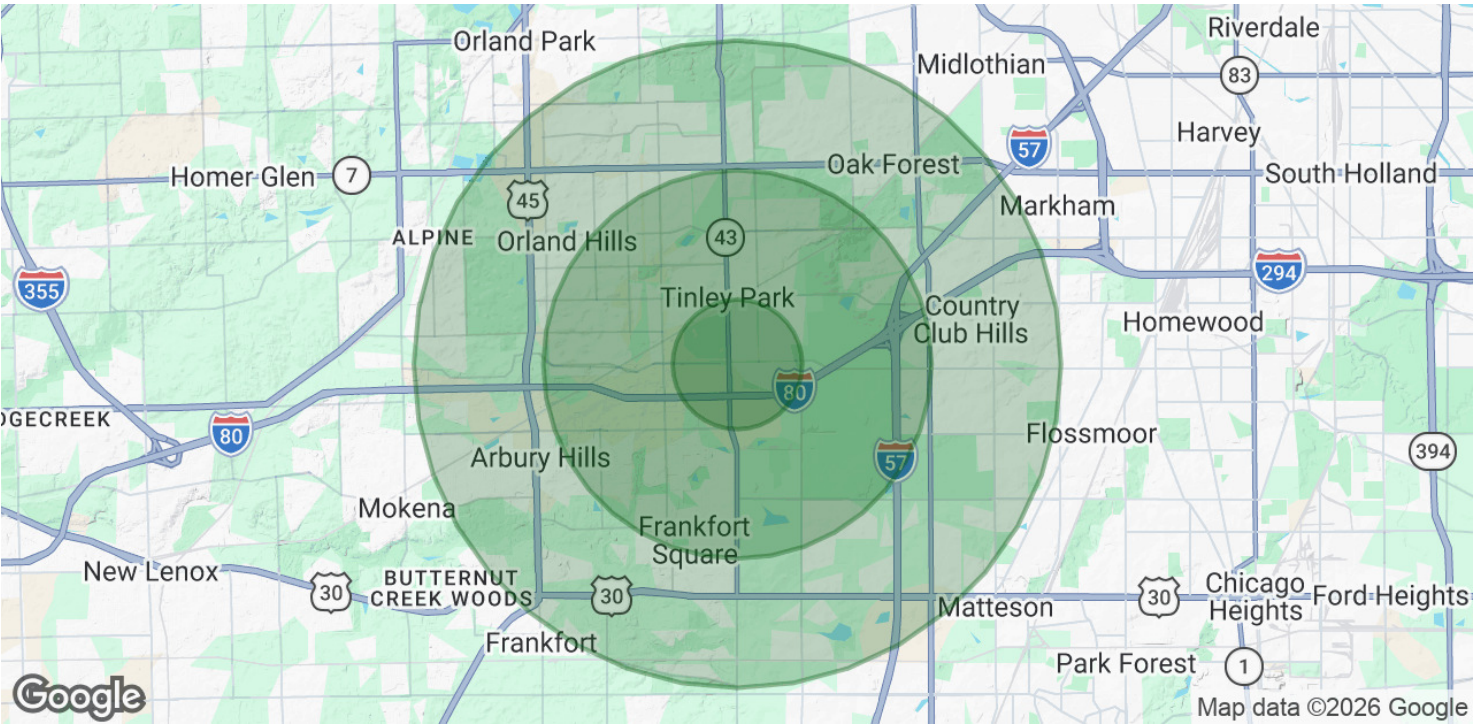 Riverdale
Orland Park
Midlothian
83
Harvey
57
Oak Forest
Homer Glen
7
South Holland
45
Markham
ALPINE
Orland Hills
43
355
294
Tinley Park
Country
Club Hills
Homewood
80
DGECREEK
80
Flossmoor
394
Arbury Hills
57
Mokena
Frankfort
Square
New Lenox
30
BUTTERNUT
CREEK WOODS
30
30
Chicago
Heights
Ford Heights
Matteson
Frankfort
Park Forest
1
Google
Map data ©2026 Google